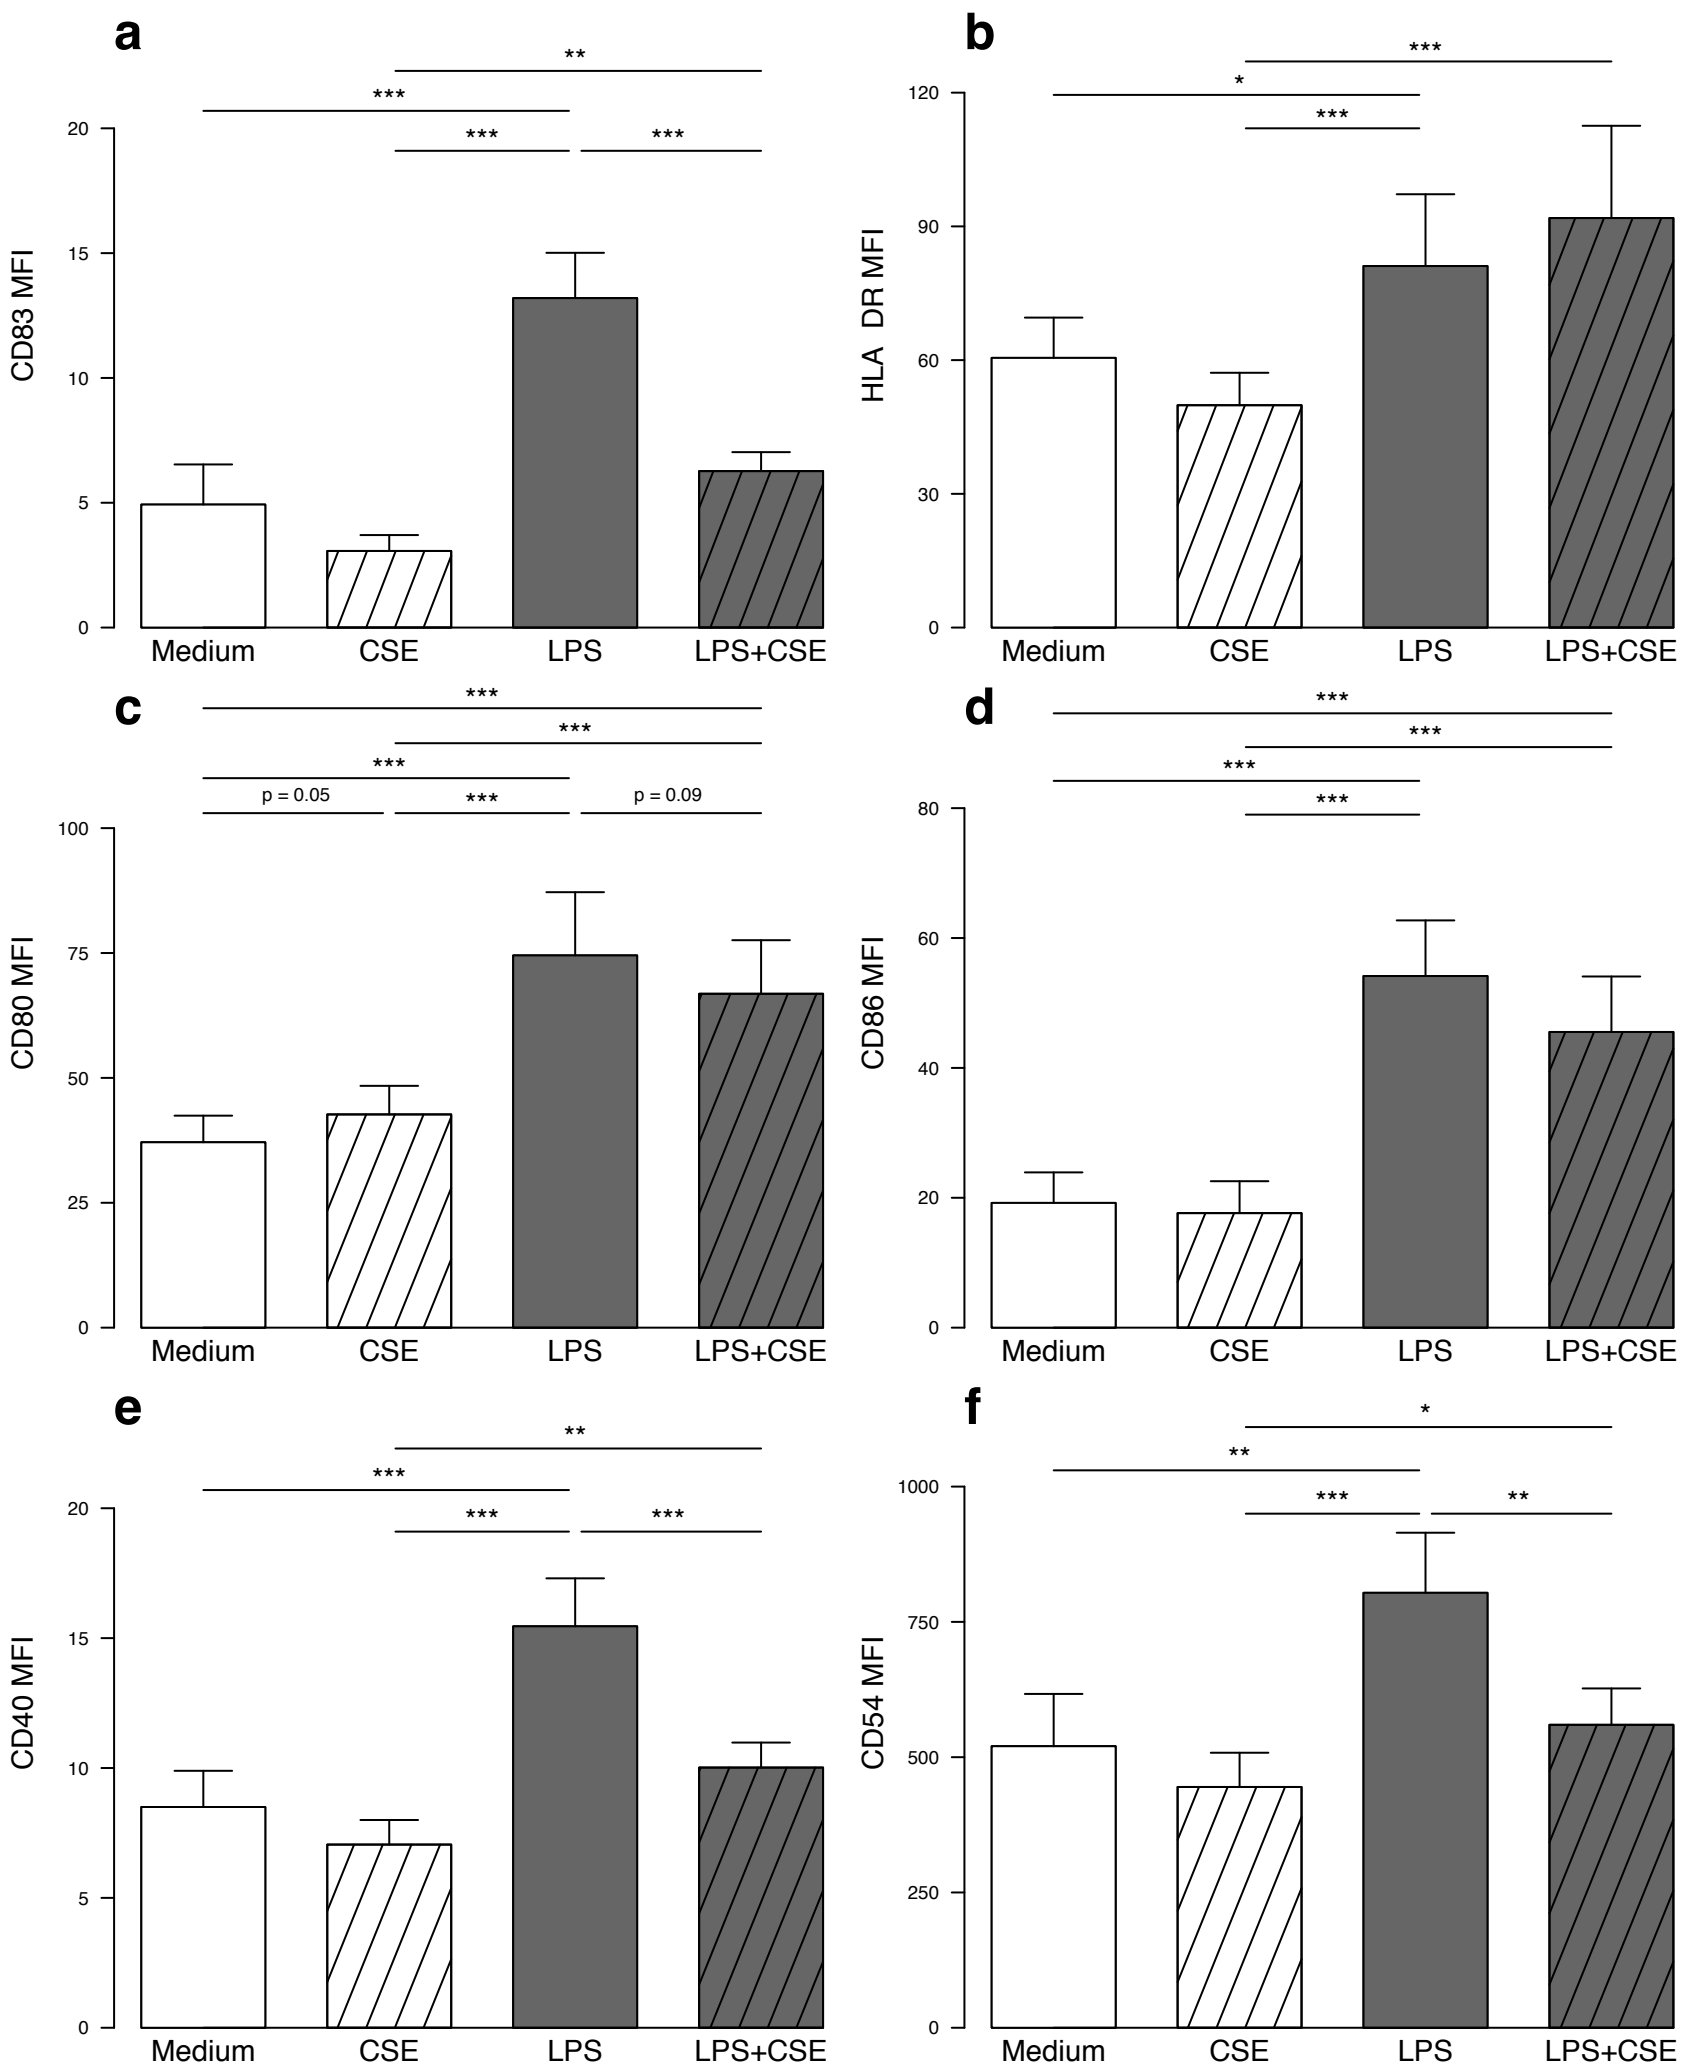 a
**
***
*** ***
CD83 MFI
20
15
10
5
0
Medium CSE LPS LPS+CSE
b
***
*
***
HLA DR MFI
120
90
60
30
0
Medium CSE LPS LPS+CSE
c
***
***
***
p = 0.05 *** p = 0.09
CD80 MFI
100
75
50
25
0
Medium CSE LPS LPS+CSE
d
***
***
***
***
CD86 MFI
80
60
40
20
0
Medium CSE LPS LPS+CSE
e
**
***
*** ***
CD40 MFI
20
15
10
5
0
Medium CSE LPS LPS+CSE
f
*
**
*** **
CD54 MFI
1000
750
500
250
0
Medium CSE LPS LPS+CSE